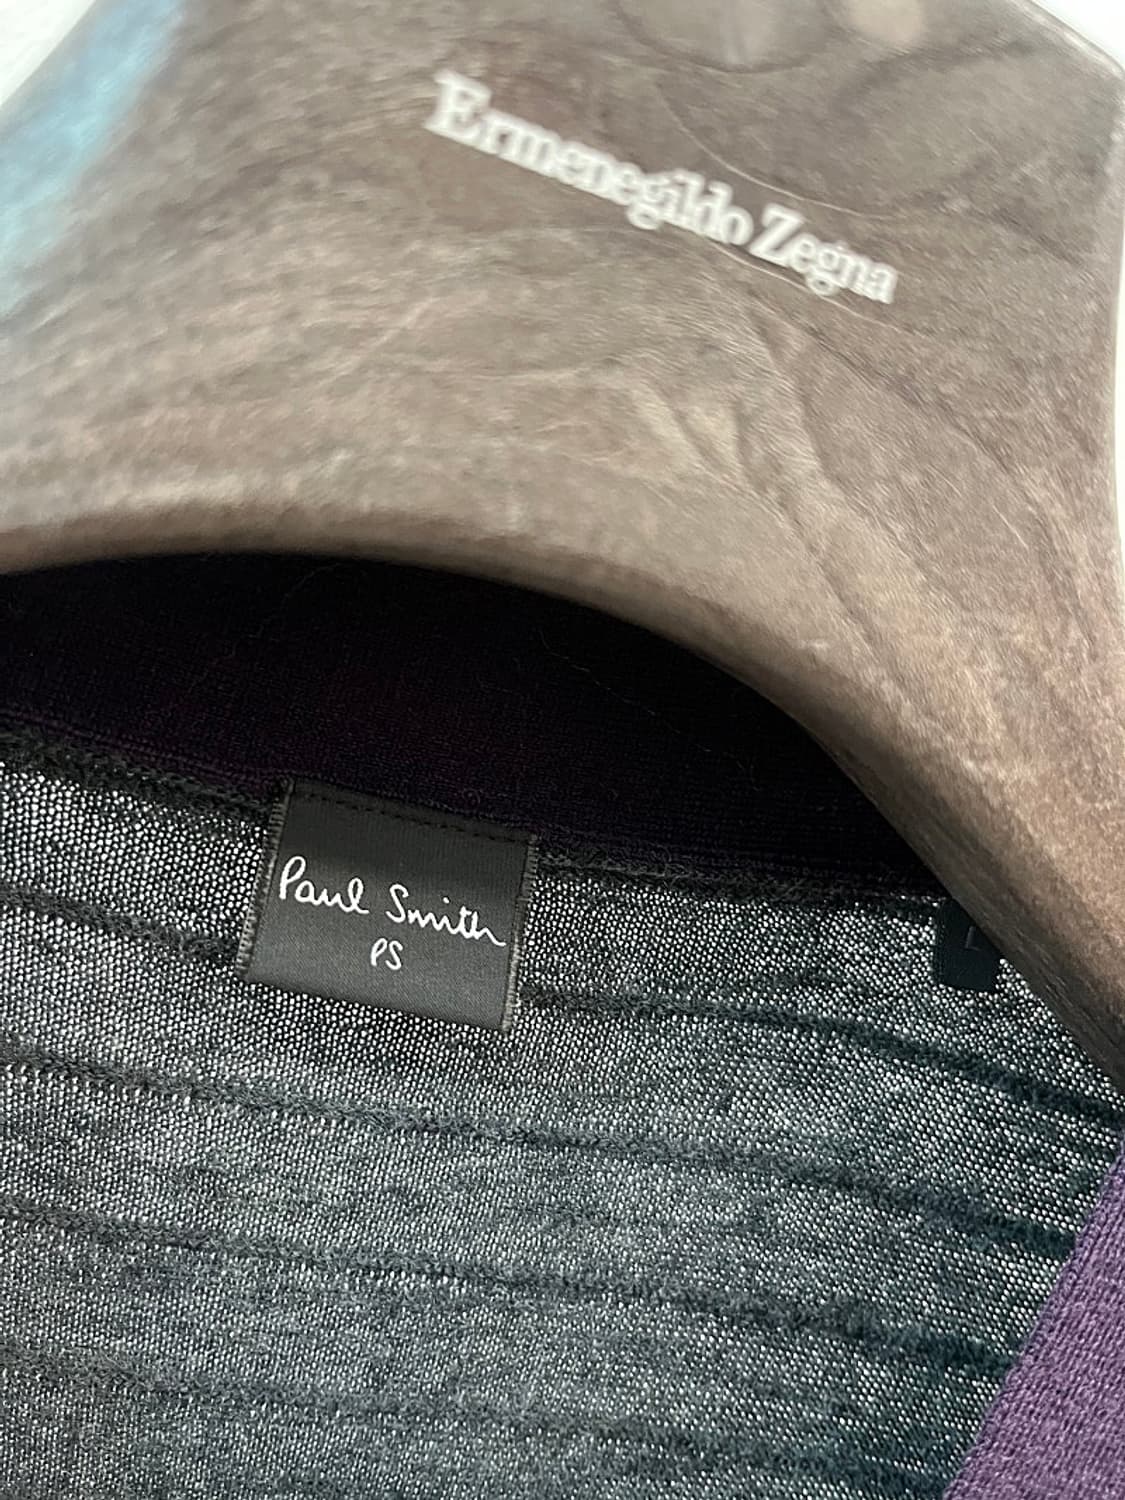 Ermenegildo Zegna
Paul Smith
PS